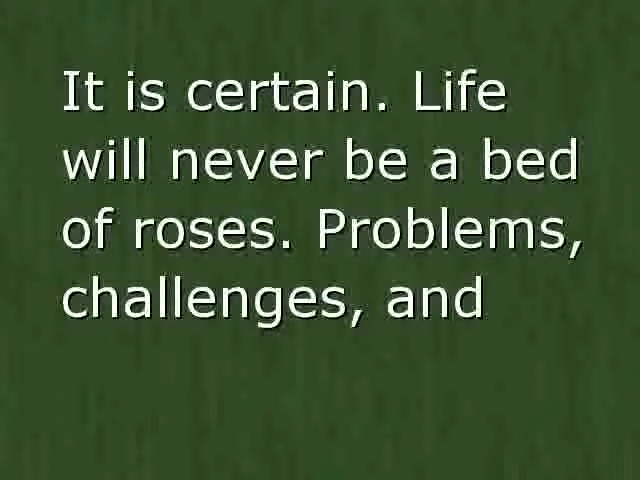 It is certain. Life
will never be a bed
of roses. Problems,
challenges, and